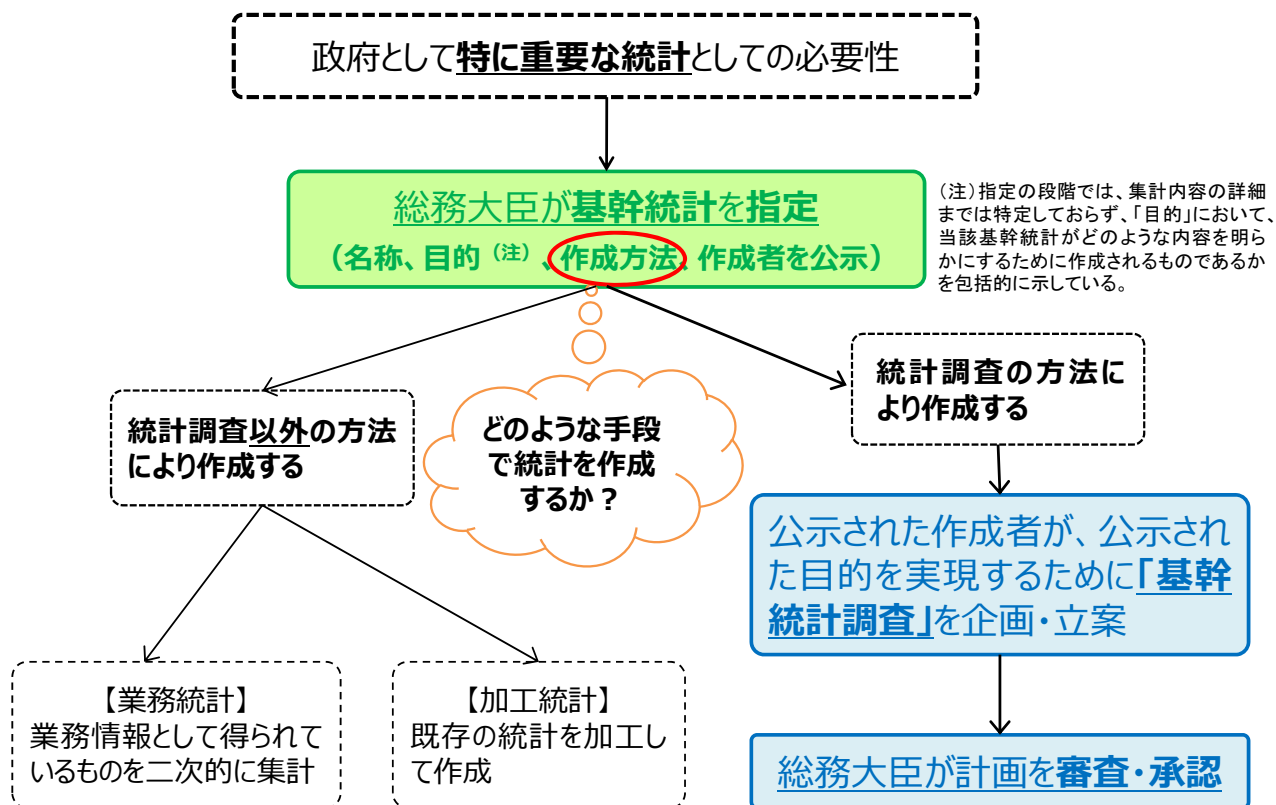 政府として特に重要な統計としての必要性
総務大臣が基幹統計を指定
（名称、目的（注）、作成方法、作成者を公示）
（注）指定の段階では、集計内容の詳細
までは特定しておらず、「目的」において、
当該基幹統計がどのような内容を明ら
かにするために作成されるものであるか
を包括的に示している。
統計調査以外の方法
により作成する
どのような手段
で統計を作成
するか？
統計調査の方法に
より作成する
公示された作成者が、公示され
た目的を実現するために「基幹
統計調査」を企画・立案
【業務統計】
業務情報として得られて
いるものを二次的に集計
【加工統計】
既存の統計を加工し
て作成
総務大臣が計画を審査・承認